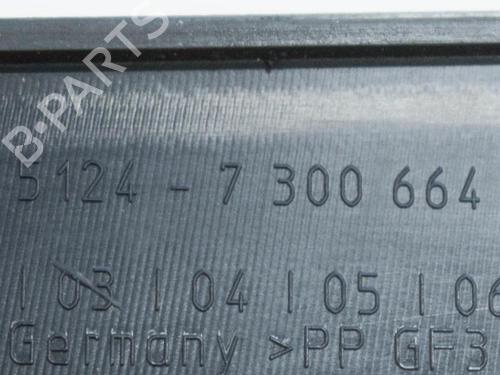 B-PARTS
5124 - 7 300 664
| 03 | 04 | 05 | 06
Germany >PP GF3